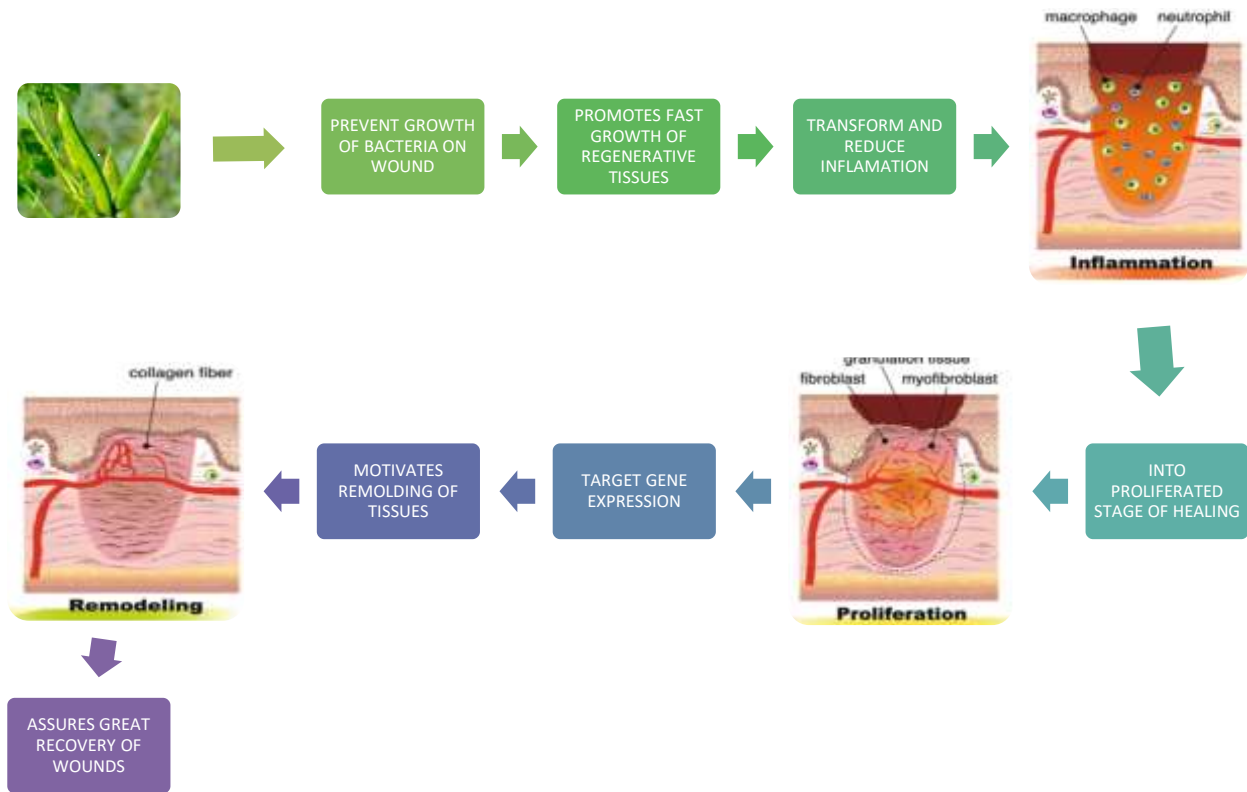 macrophage neutrophil
PREVENT GROWTH
OF BACTERIA ON
WOUND
PROMOTES FAST
GROWTH OF
REGENERATIVE
TISSUES
TRANSFORM AND
REDUCE
INFLAMATION
Inflammation
collagen fiber
Remodeling
MOTIVATES
REMOLDING OF
TISSUES
TARGET GENE
EXPRESSION
granulation tissue
fibroblast myofibroblast
Proliferation
INTO
PROLIFERATED
STAGE OF HEALING
ASSURES GREAT
RECOVERY OF
WOUNDS